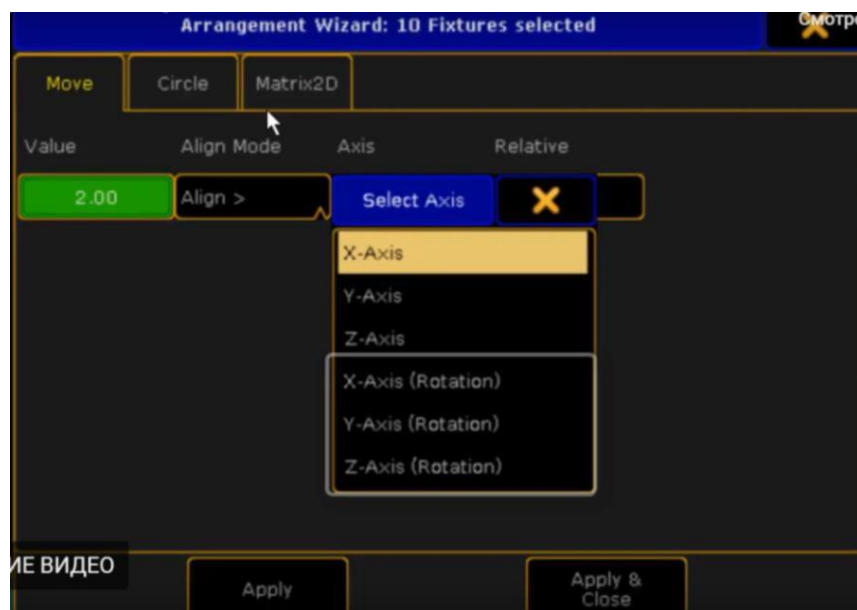 Arrangement Wizard: 10 Fixtures selected
Смотре
Move Circle Matrix2D
Value Align Mode Axis Relative
2.00 Align > Select Axis
X-Axis
Y-Axis
Z-Axis
X-Axis (Rotation)
Y-Axis (Rotation)
Z-Axis (Rotation)
ИЕ ВИДЕО
Apply
Apply &
Close